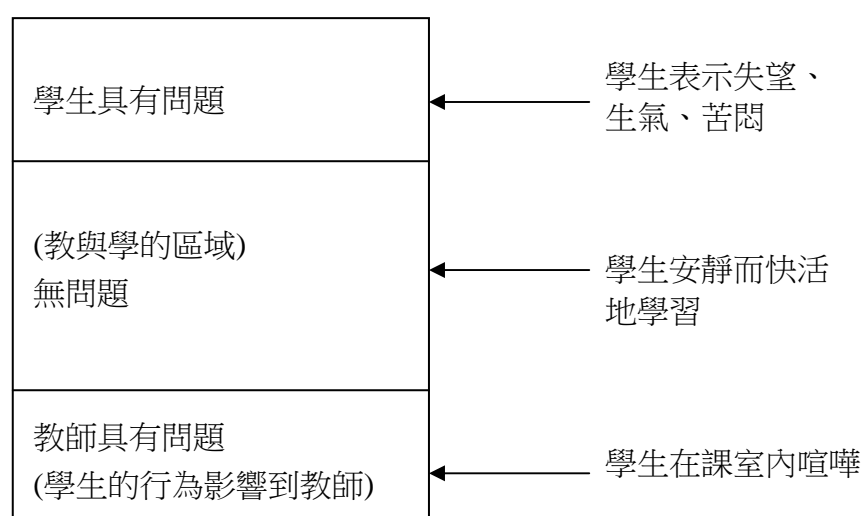 學生具有問題
學生表示失望、
生氣、苦悶
(教與學的區域)
無問題
學生安靜而快活
地學習
教師具有問題
(學生的行為影響到教師)
學生在課室內喧嘩